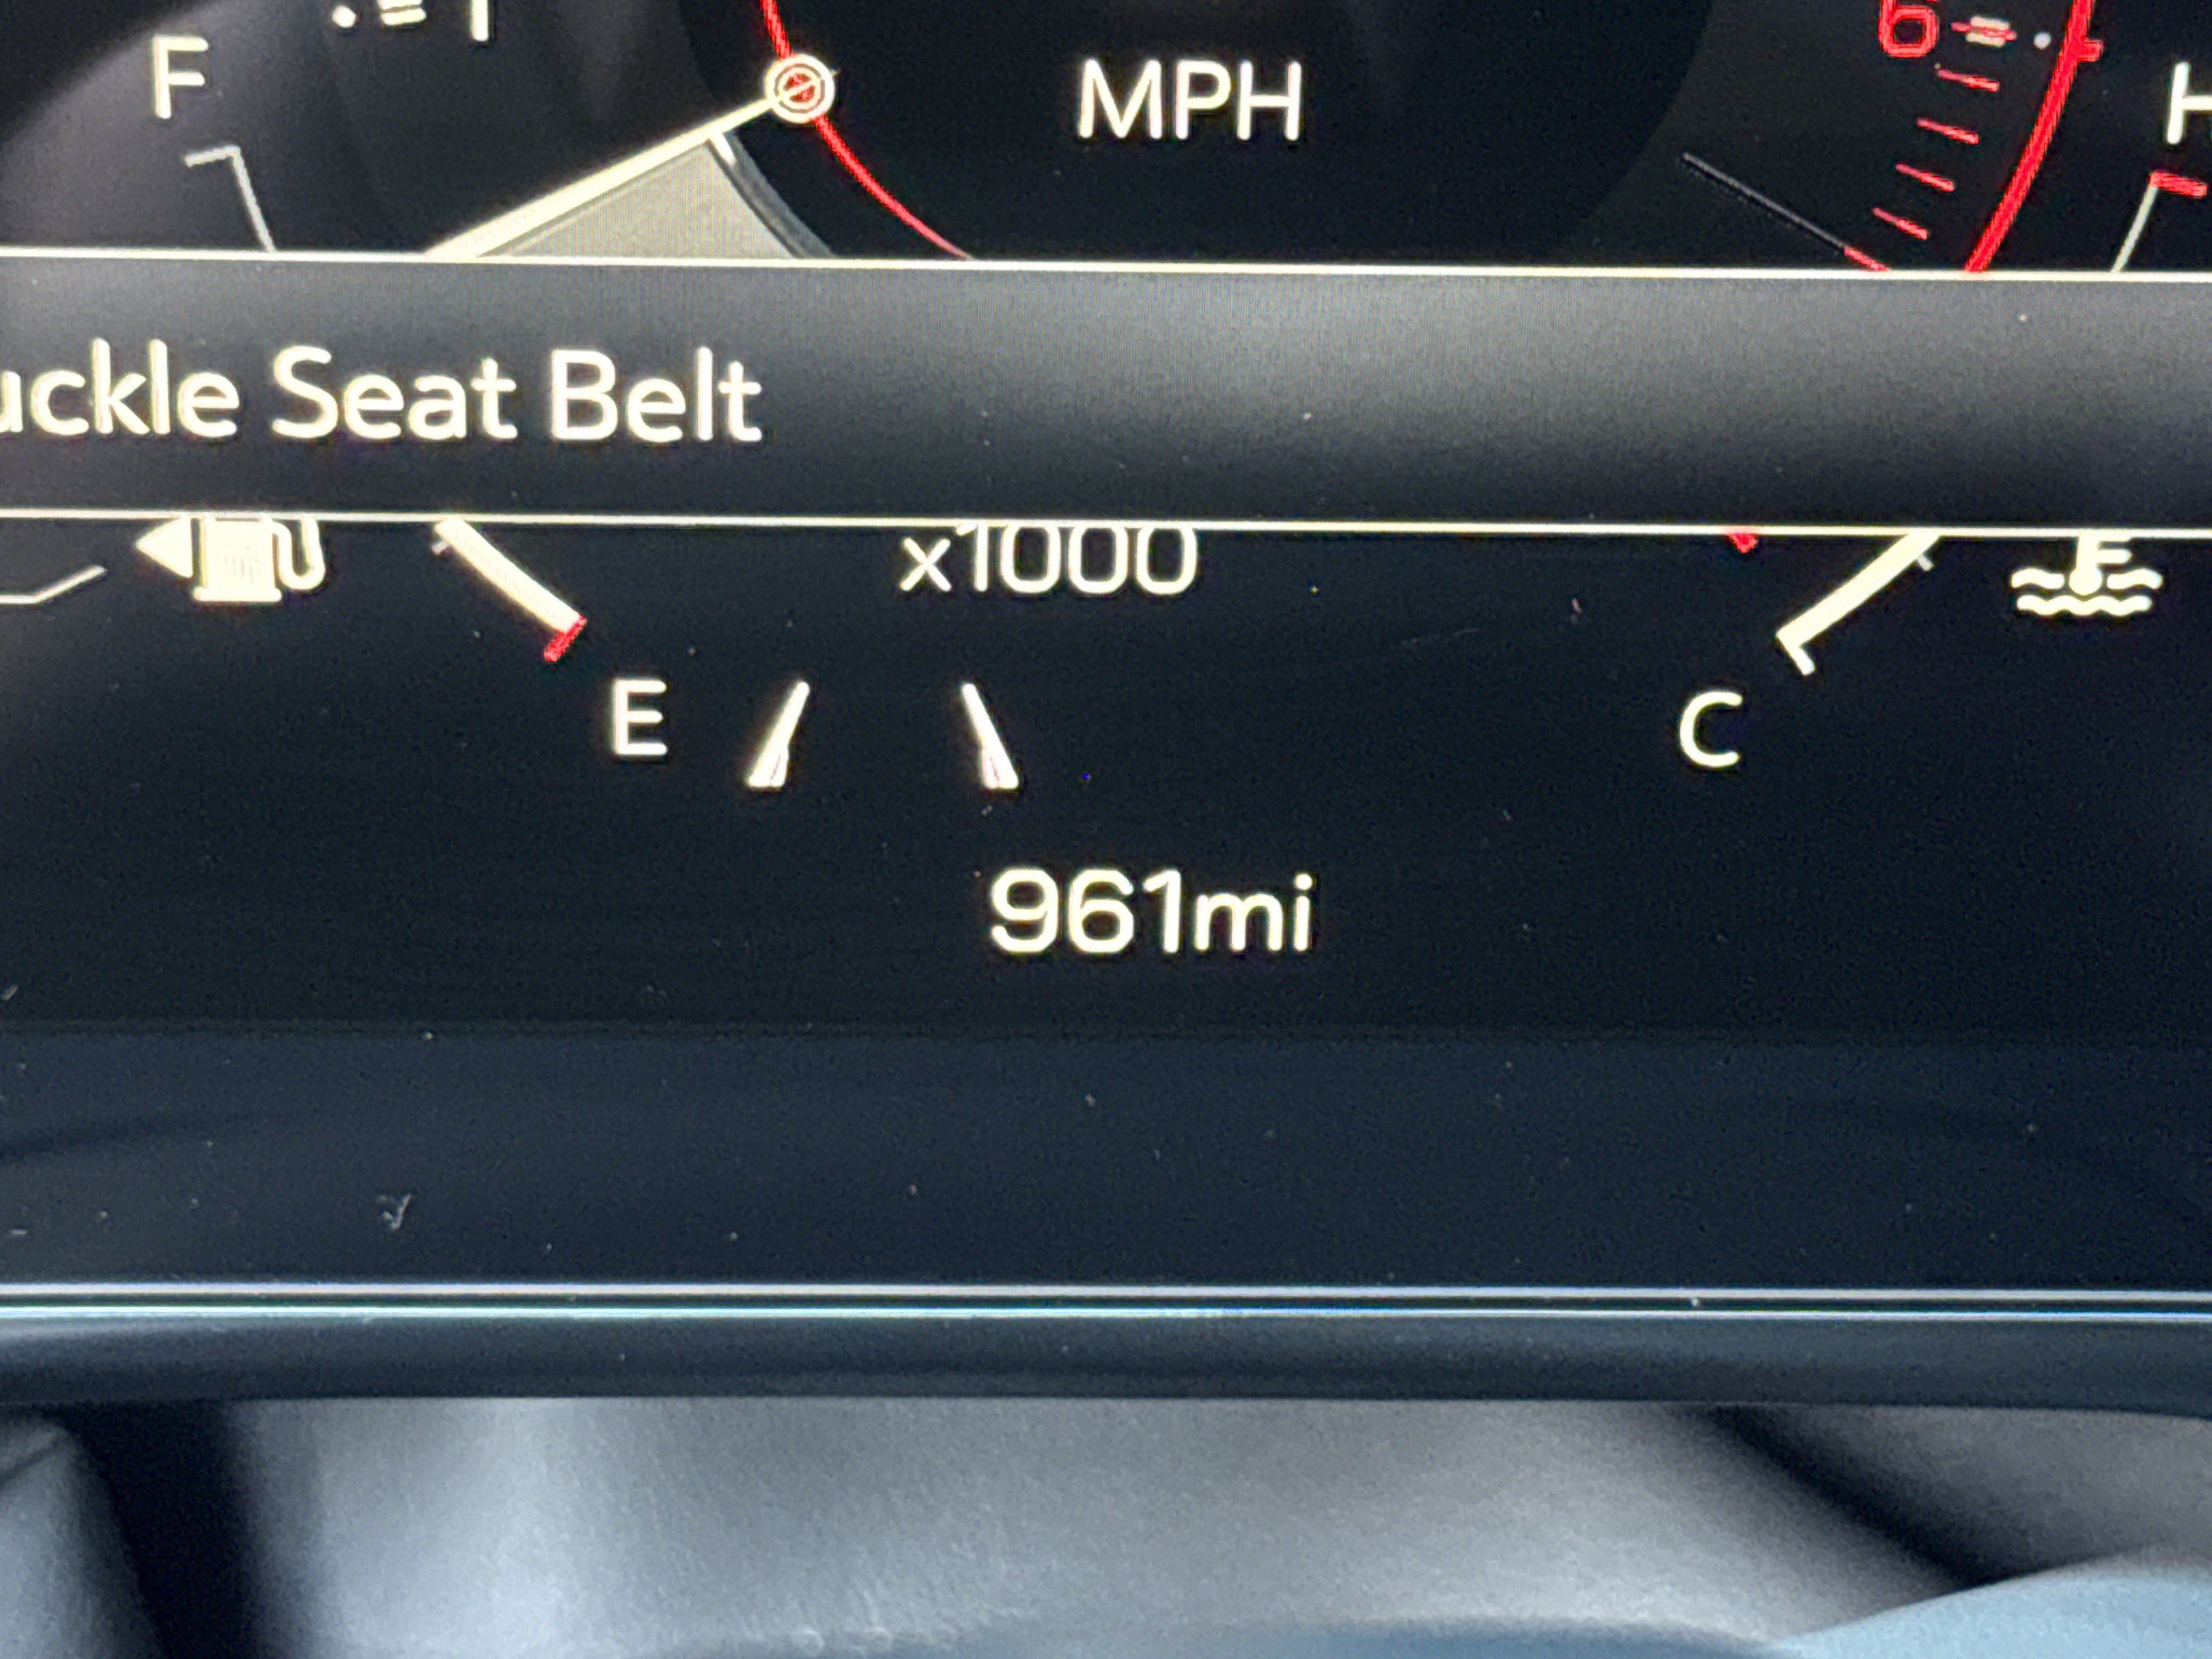 F
MPH
6
H
uckle Seat Belt
x1000
E
C
961mi